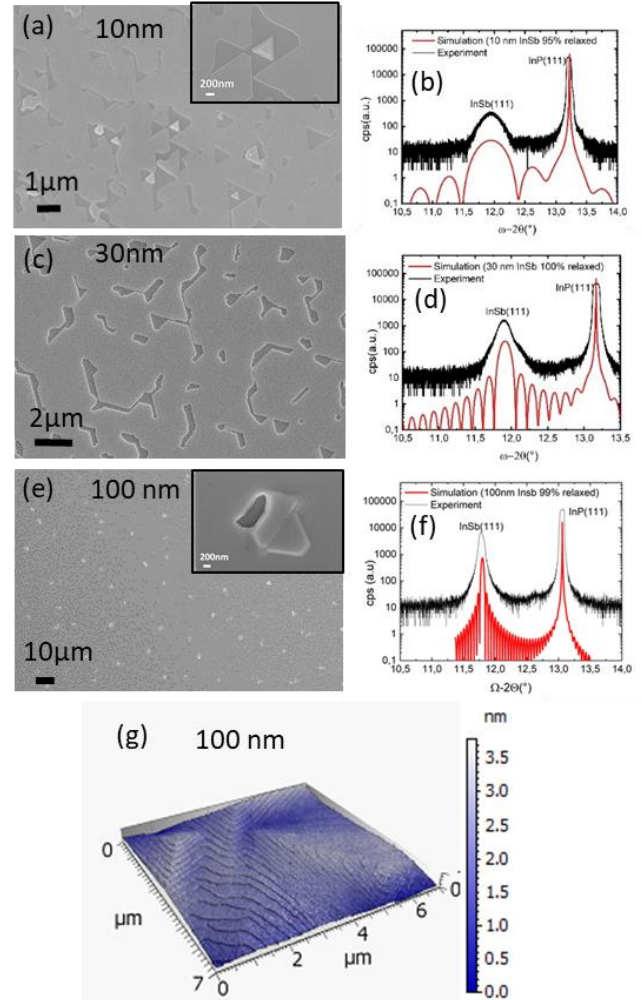 (a)
10nm
200nm
1µm
(b)
Simulation (10 nm InSb 95% relaxed
Experiment
InP(111)
InSb(111)
cps(a.u.)
100000
10000
1000
100
10
1
0,1
10,5 11,0 11,5 12,0 12,5 13,0 13,5 14,0
ω−2θ(°)
(c)
30nm
2µm
(d)
Simulation (30 nm InSb 100% relaxed)
Experiment
InP(111)
InSb(111)
cps(a.u.)
100000
10000
1000
100
10
1
0,1
10,5 11,0 11,5 12,0 12,5 13,0 13,5
ω−2θ(°)
(e)
100 nm
200nm
10µm
(f)
Simulation (100nm Insb 99% relaxed)
Experiment
InSb(111)
InP(111)
cps (a.u)
100000
10000
1000
100
10
1
0,1
10,5 11,0 11,5 12,0 12,5 13,0 13,5 14,0
Ω-2Θ(°)
(g)
100 nm
nm
3.5
3.0
2.5
2.0
1.5
1.0
0.5
0.0
0
µm
7
0
2
4
6
µm